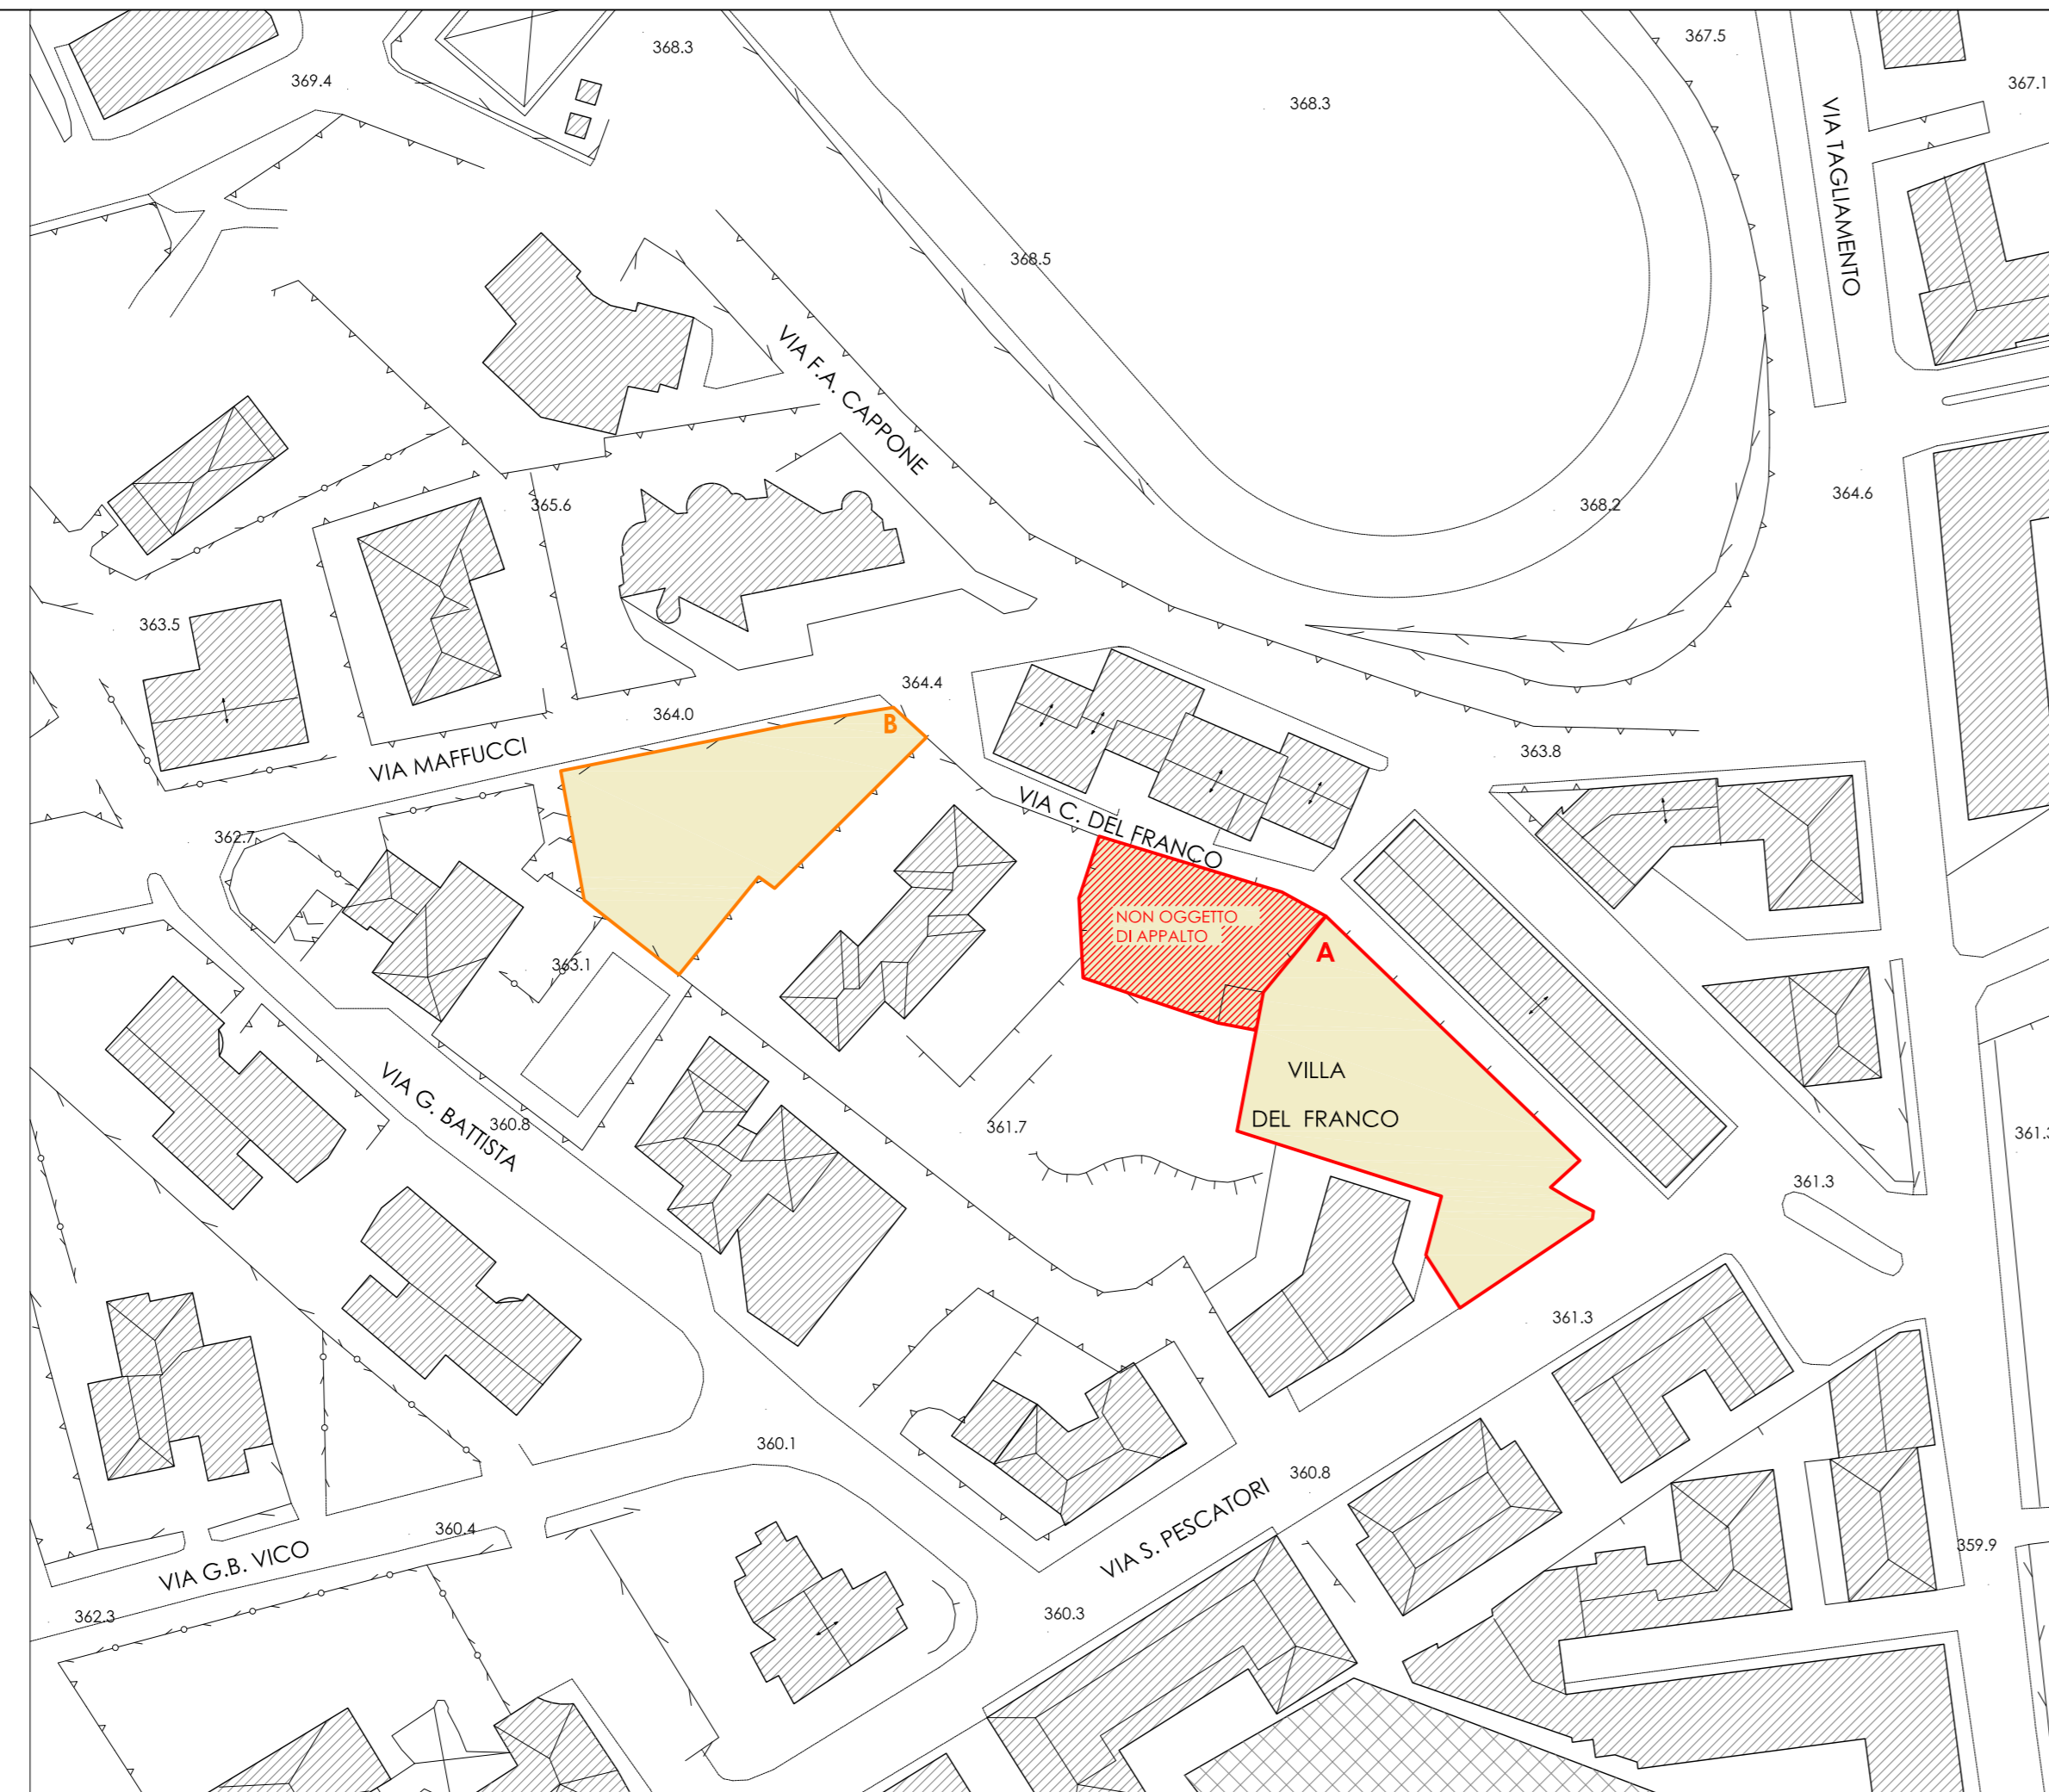 368.3
367.5
369.4
367.1
368.3
VIA TAGLIAMENTO
368.5
VIA F.A. CAPPONE
364.6
365.6
368.2
363.5
364.4
364.0
B
VIA MAFFUCCI
363.8
VIA C. DEL FRANCO
362.7
NON OGGETTO
DI APPALTO
A
363.1
VILLA
DEL FRANCO
VIA G. BATTISTA
360.8
361.7
361.3
361.3
361.3
360.1
360.8
VIA S. PESCATORI
360.4
VIA G.B. VICO
359.9
362.3
360.3